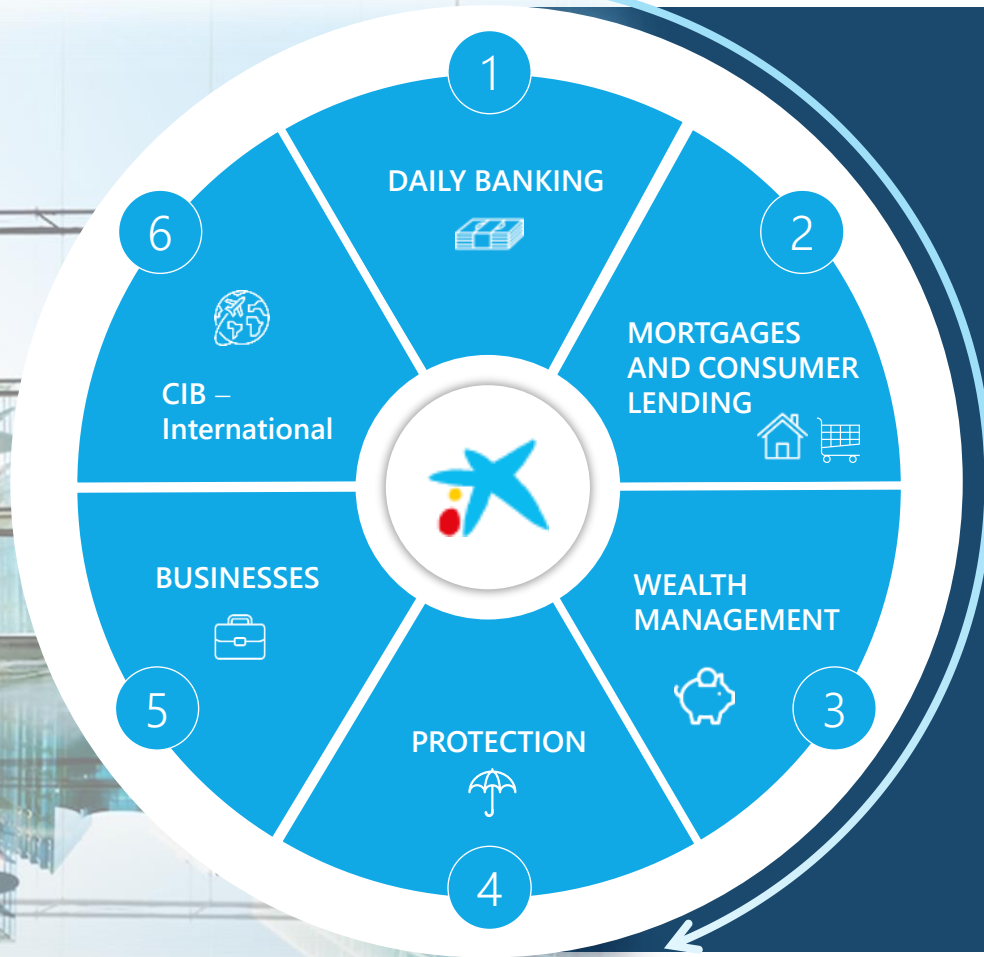 1
DAILY BANKING
2
MORTGAGES
AND CONSUMER
LENDING
3
WEALTH
MANAGEMENT
4
PROTECTION
5
BUSINESSES
6
CIB –
International